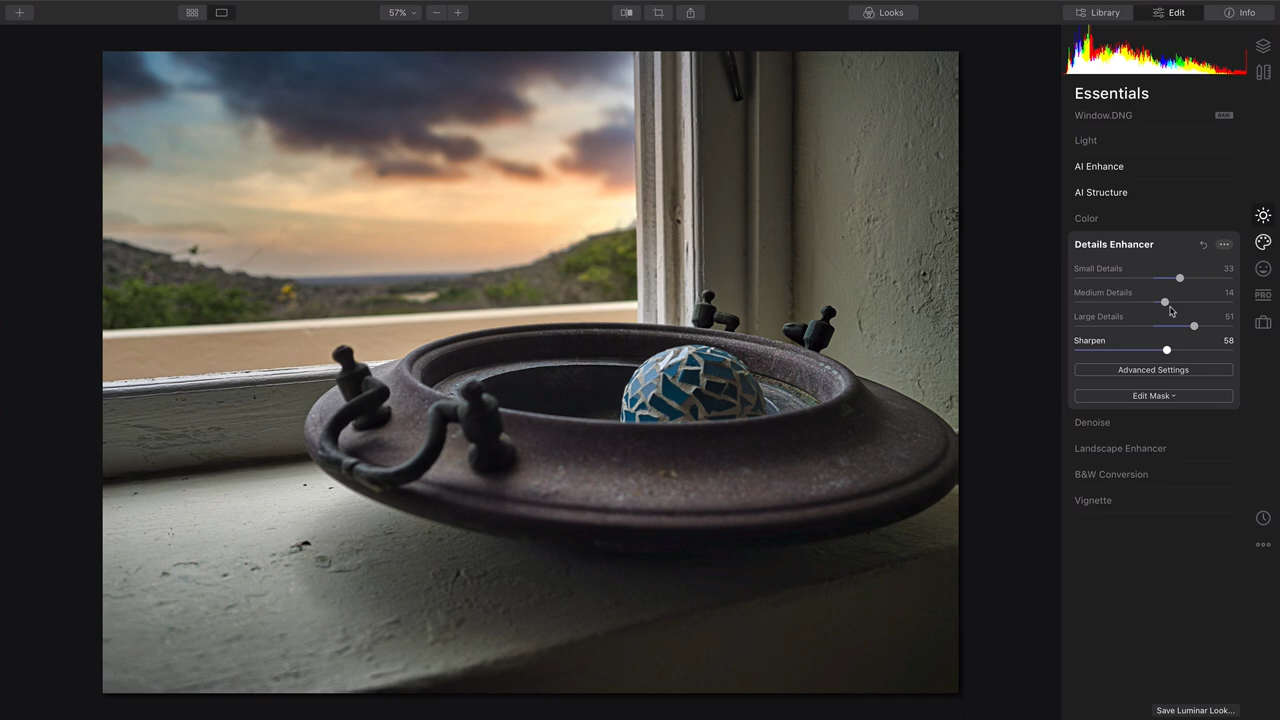 57%
Looks
Library
Edit
Info
Essentials
Window.DNG
RAW
Light
AI Enhance
AI Structure
Color
Details Enhancer
Small Details 33
Medium Details 14
Large Details 51
Sharpen 58
Advanced Settings
Edit Mask
Denoise
Landscape Enhancer
B&W Conversion
Vignette
PRO
Save Luminar Look...